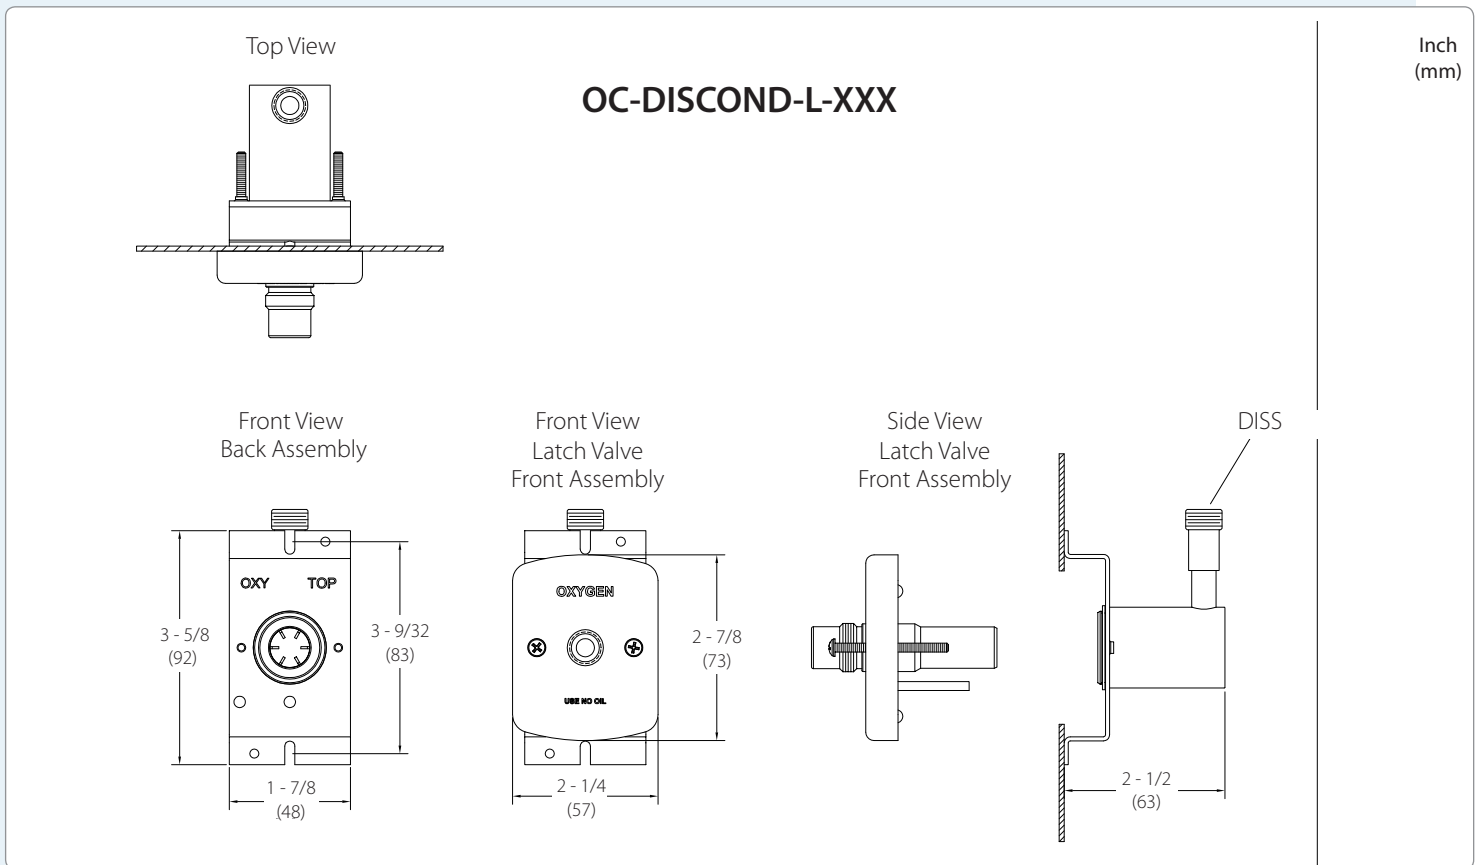 Top View
OC-DISCOND-L-XXX
Inch
(mm)
Front View
Back Assembly
Front View
Latch Valve
Front Assembly
Side View
Latch Valve
Front Assembly
DISS
OXY TOP
3 - 5/8
(92)
3 - 9/32
(83)
1 - 7/8
(48)
OXYGEN
USE NO OIL
2 - 7/8
(73)
2 - 1/4
(57)
2 - 1/2
(63)